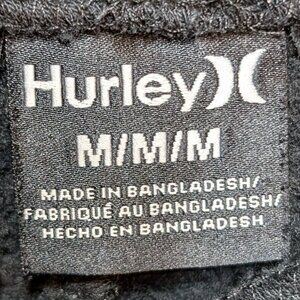 Hurley
M/M/M
MADE IN BANGLADESH/
FABRIQUÉ AU BANGLADESH/
HECHO EN BANGLADESH